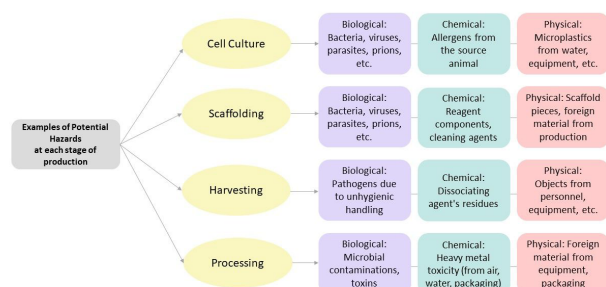 Examples of Potential
Hazards
at each stage of
production
Cell Culture
Biological:
Bacteria, viruses,
parasites, prions,
etc.
Chemical:
Allergens from
the source
animal
Physical:
Microplastics
from water,
equipment, etc.
Scaffolding
Biological:
Bacteria, viruses,
parasites, prions,
etc.
Chemical:
Reagent
components,
cleaning agents
Physical: Scaffold
pieces, foreign
material from
production
Harvesting
Biological:
Pathogens due
to unhygienic
handling
Chemical:
Dissociating
agent's residues
Physical:
Objects from
personnel,
equipment, etc.
Processing
Biological:
Microbial
contaminations,
toxins
Chemical:
Heavy metal
toxicity (from air,
water, packaging)
Physical: Foreign
material from
equipment,
packaging